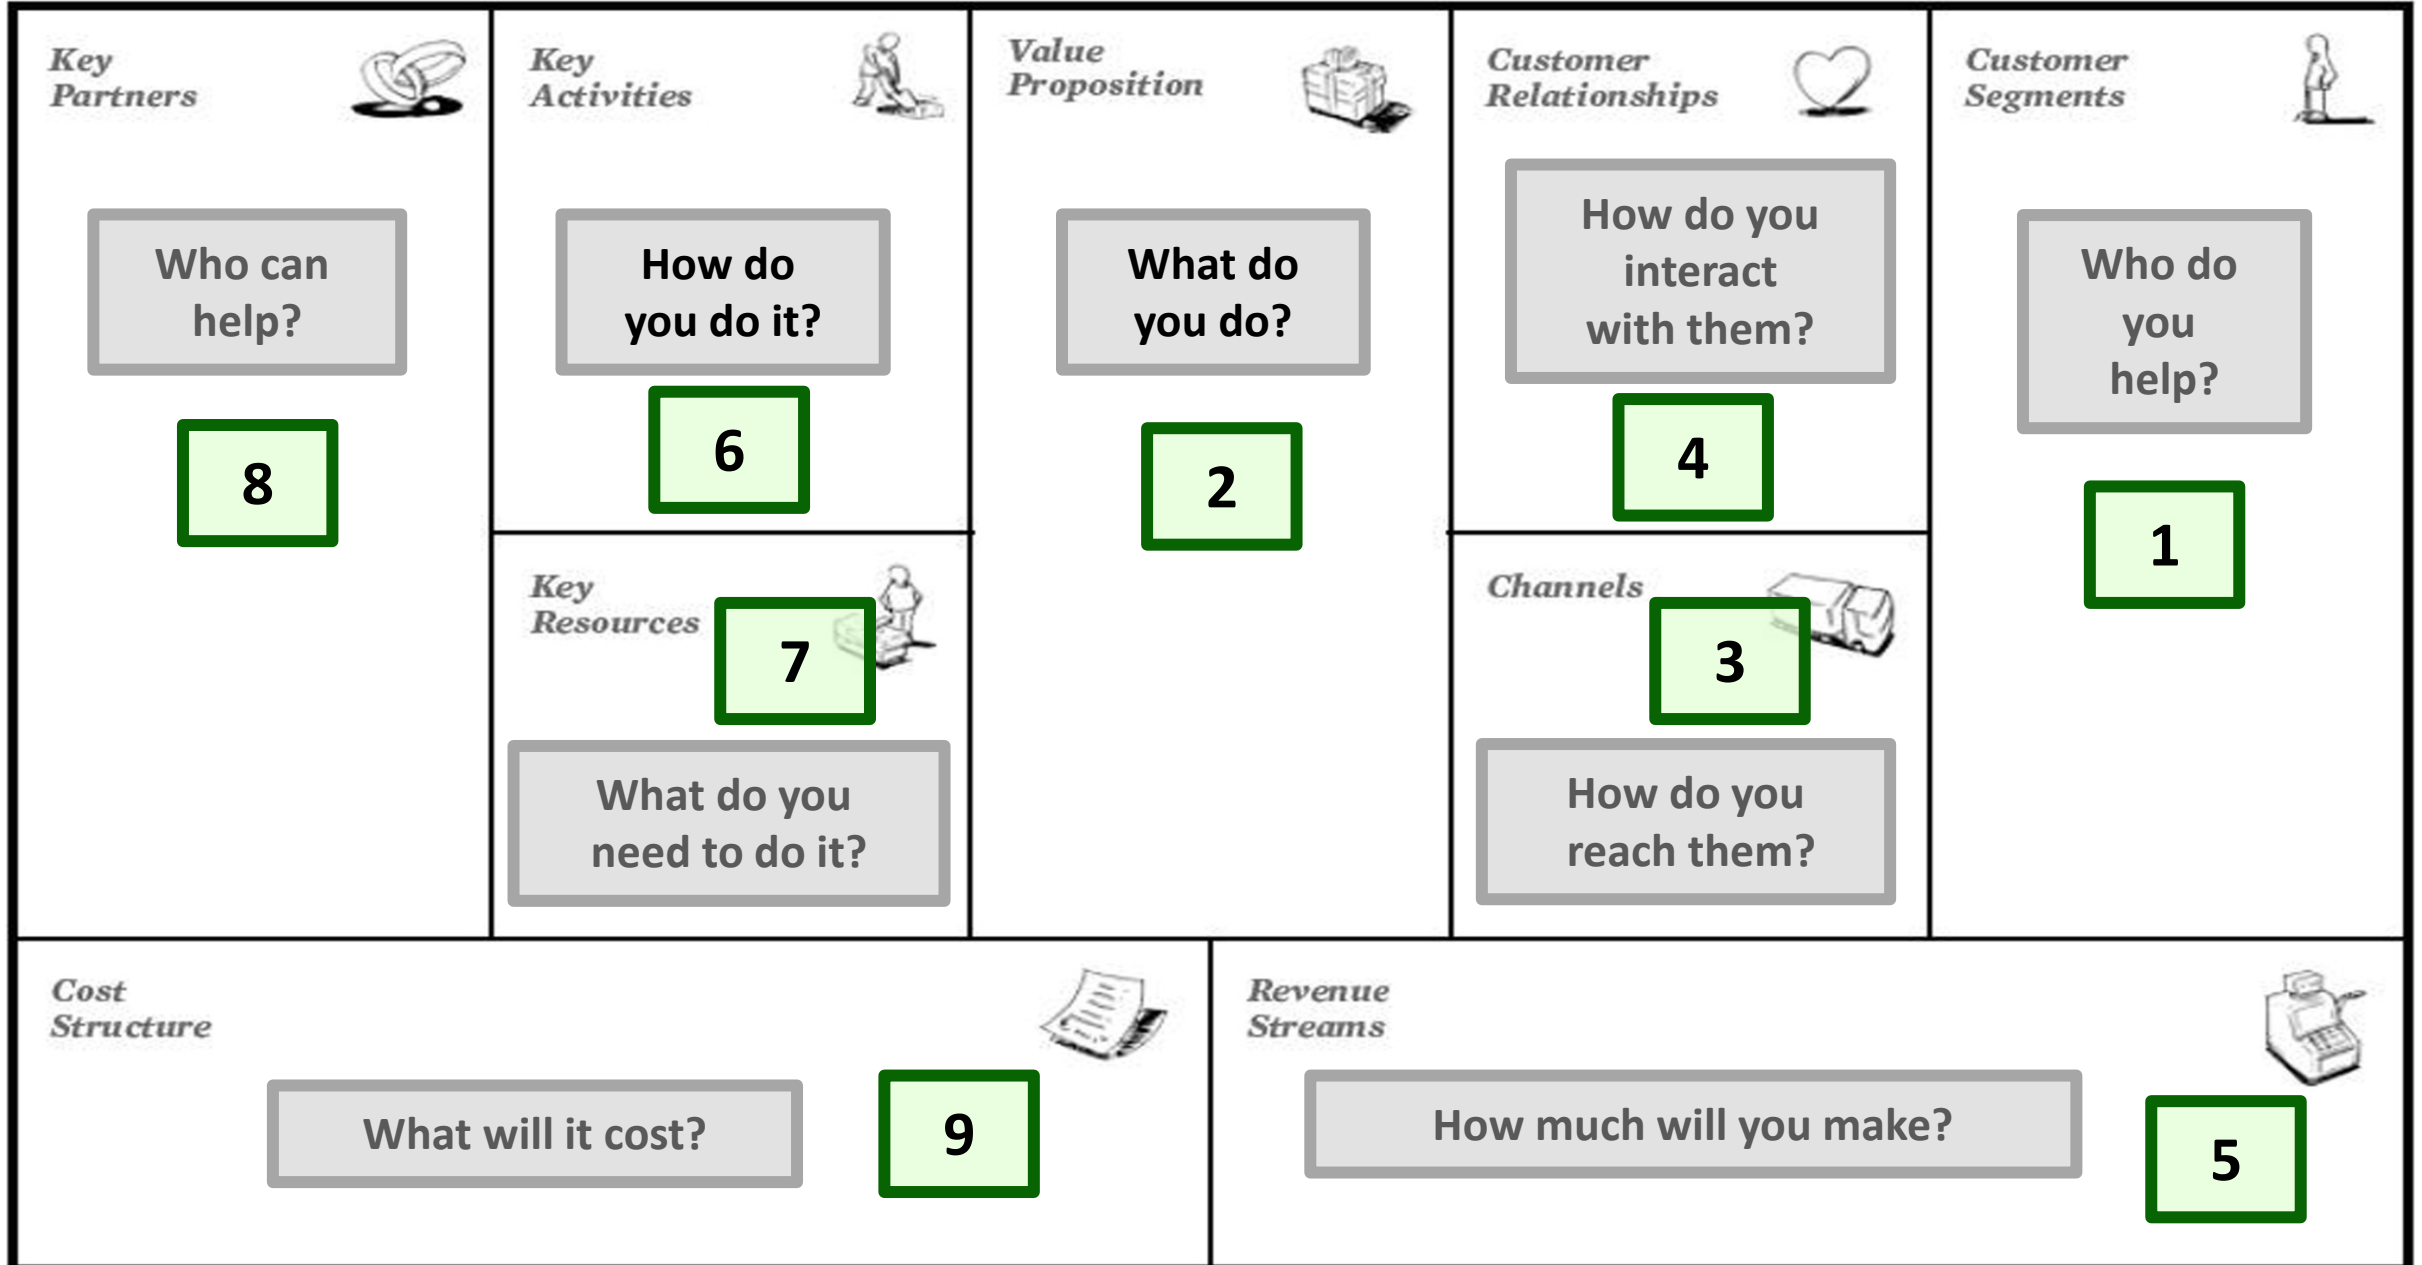 Key
Partners
Who can
help?
8
Key
Activities
How do
you do it?
6
Key
Resources
7
What do you
need to do it?
Value
Proposition
What do
you do?
2
Customer
Relationships
How do you
interact
with them?
4
Channels
3
How do you
reach them?
Customer
Segments
Who do
you
help?
1
Cost
Structure
What will it cost?
9
Revenue
Streams
How much will you make?
5